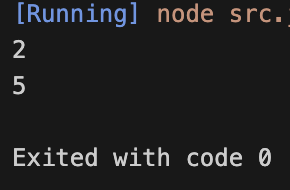 [Running] node src.
2
5
Exited with code 0